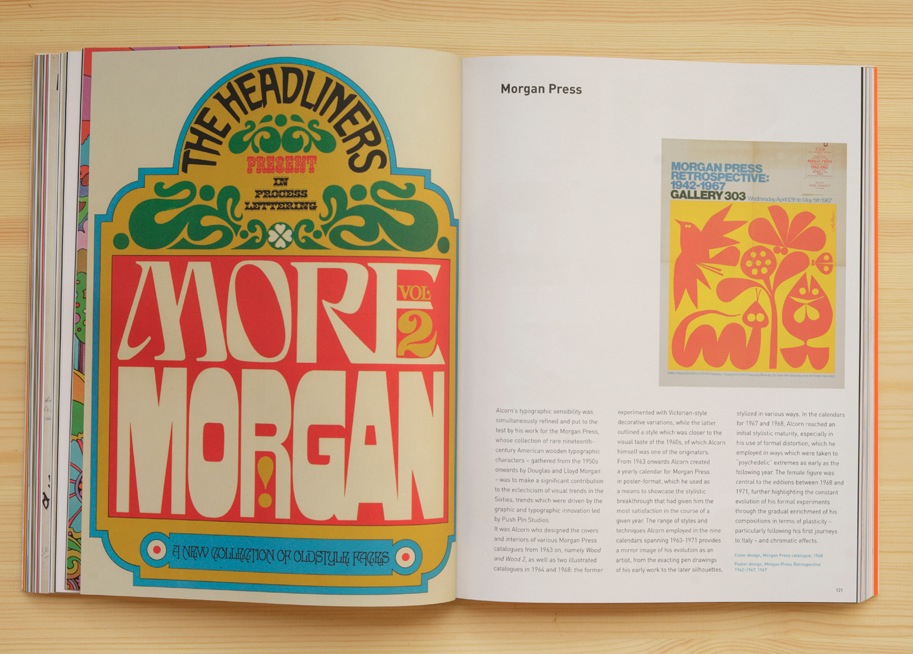 THE HEADLINERS
PRESENT
IN
PROCESS
LETTERING
MORE
VOL
2
MORGAN
!
A NEW COLLECTION OF OLDSTYLE FACES
Morgan Press
MORGAN PRESS
RETROSPECTIVE:
1942-1967
GALLERY 303 Wednesday April 12th to May 5th 1967
Alcorn's typographic sensibility was
simultaneously refined and put to the
test by his work for the Morgan Press,
whose collection of rare nineteenth-
century American wooden typographic
characters – gathered from the 1950s
onwards by Douglas and Lloyd Morgan
- was to make a significant contribution
to the eclecticism of visual trends in the
Sixties, trends which were driven by the
graphic and typographic innovation led
by Push Pin Studios.
It was Alcorn who designed the covers
and interiors of various Morgan Press
catalogues from 1963 on, namely Wood
and Wood 2, as well as two illustrated
catalogues in 1964 and 1968: the former
experimented with Victorian-style
decorative variations, while the latter
outlined a style which was closer to the
visual taste of the 1960s, of which Alcorn
himself was one of the originators.
From 1963 onwards Alcorn created
a yearly calendar for Morgan Press
in poster-format, which he used as
a means to showcase the stylistic
breakthrough that had given him the
most satisfaction in the course of a
given year. The range of styles and
techniques Alcorn employed in the nine
calendars spanning 1963-1971 provides
a mirror image of his evolution as an
artist, from the exacting pen drawings
of his early work to the later silhouettes,
stylized in various ways. In the calendars
for 1967 and 1968, Alcorn reached an
initial stylistic maturity, especially in
his use of formal distortion, which he
employed in ways which were taken to
"psychedelic" extremes as early as the
following year. The female figure was
central to the editions between 1968 and
1971, further highlighting the constant
evolution of his formal experiments
through the gradual enrichment of his
compositions in terms of plasticity –
particularly following his first journeys
to Italy – and chromatic effects.
Cover design, Morgan Press catalogue, 1968
Poster design, Morgan Press Retrospective
1942-1967, 1967
121